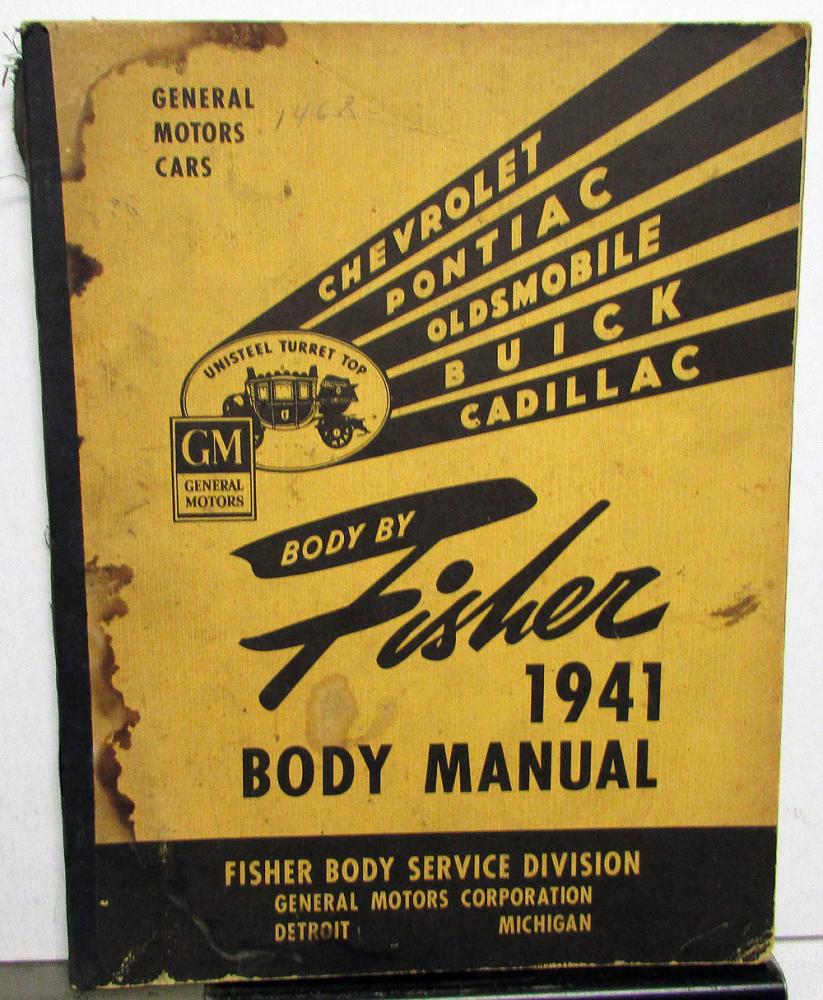 GENERAL
MOTORS
CARS
1462
CHEVROLET
PONTIAC
OLDSMOBILE
BUICK
CADILLAC
UNISTEEL TURRET TOP
GM
GENERAL
MOTORS
BODY BY
Fisher
1941
BODY MANUAL
FISHER BODY SERVICE DIVISION
GENERAL MOTORS CORPORATION
DETROIT MICHIGAN